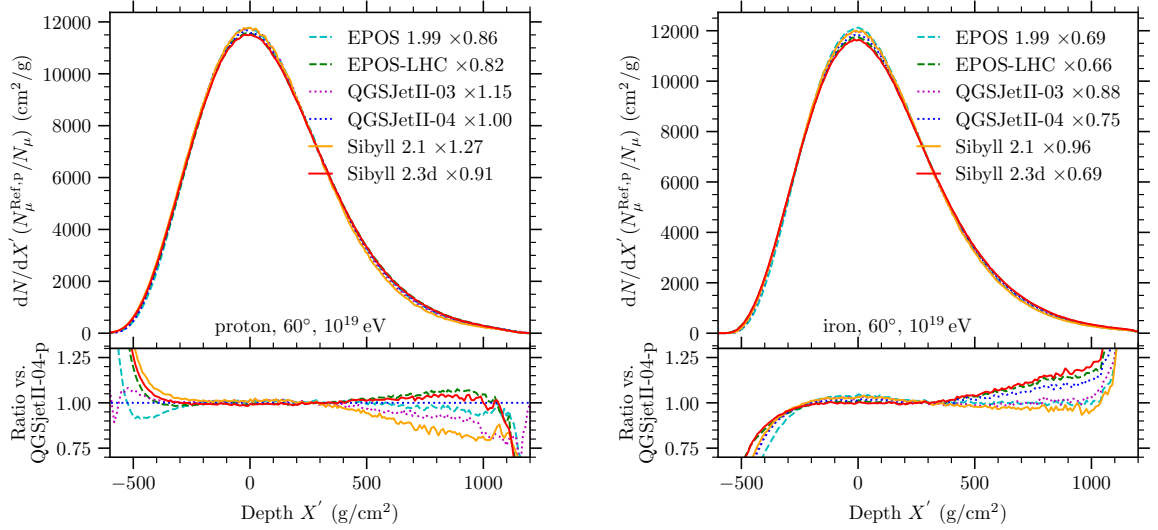 12000
10000
8000
6000
4000
2000
0
dN/dX′ (N_μ^Ref,p/N_μ) (cm²/g)
EPOS 1.99 ×0.86
EPOS-LHC ×0.82
QGSJetII-03 ×1.15
QGSJetII-04 ×1.00
Sibyll 2.1 ×1.27
Sibyll 2.3d ×0.91
proton, 60°, 10¹⁹ eV
1.25
1.00
0.75
Ratio vs.
QGSjetII-04-p
−500 0 500 1000
Depth X′ (g/cm²)
12000
10000
8000
6000
4000
2000
0
dN/dX′ (N_μ^Ref,p/N_μ) (cm²/g)
EPOS 1.99 ×0.69
EPOS-LHC ×0.66
QGSJetII-03 ×0.88
QGSJetII-04 ×0.75
Sibyll 2.1 ×0.96
Sibyll 2.3d ×0.69
iron, 60°, 10¹⁹ eV
1.25
1.00
0.75
Ratio vs.
QGSjetII-04-p
−500 0 500 1000
Depth X′ (g/cm²)